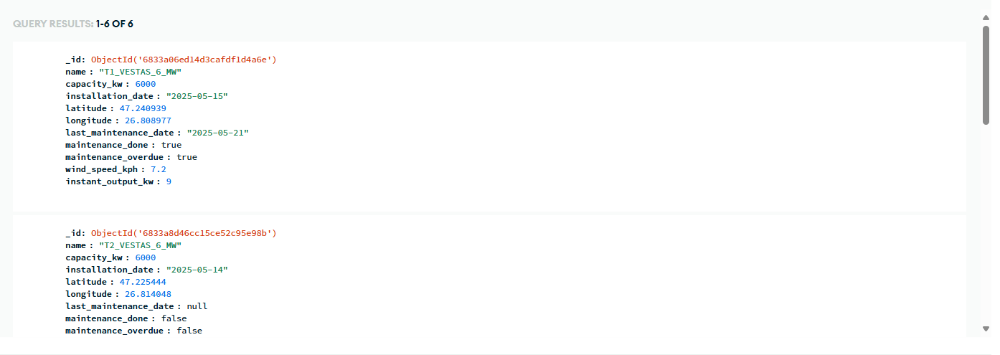 QUERY RESULTS: 1-6 OF 6
_id: ObjectId('6833a06ed14d3cafdf1d4a6e')
name : "T1_VESTAS_6_MW"
capacity_kw : 6000
installation_date : "2025-05-15"
latitude : 47.240939
longitude : 26.808977
last_maintenance_date : "2025-05-21"
maintenance_done : true
maintenance_overdue : true
wind_speed_kph : 7.2
instant_output_kw : 9
_id: ObjectId('6833a8d46cc15ce52c95e98b')
name : "T2_VESTAS_6_MW"
capacity_kw : 6000
installation_date : "2025-05-14"
latitude : 47.225444
longitude : 26.814048
last_maintenance_date : null
maintenance_done : false
maintenance_overdue : false